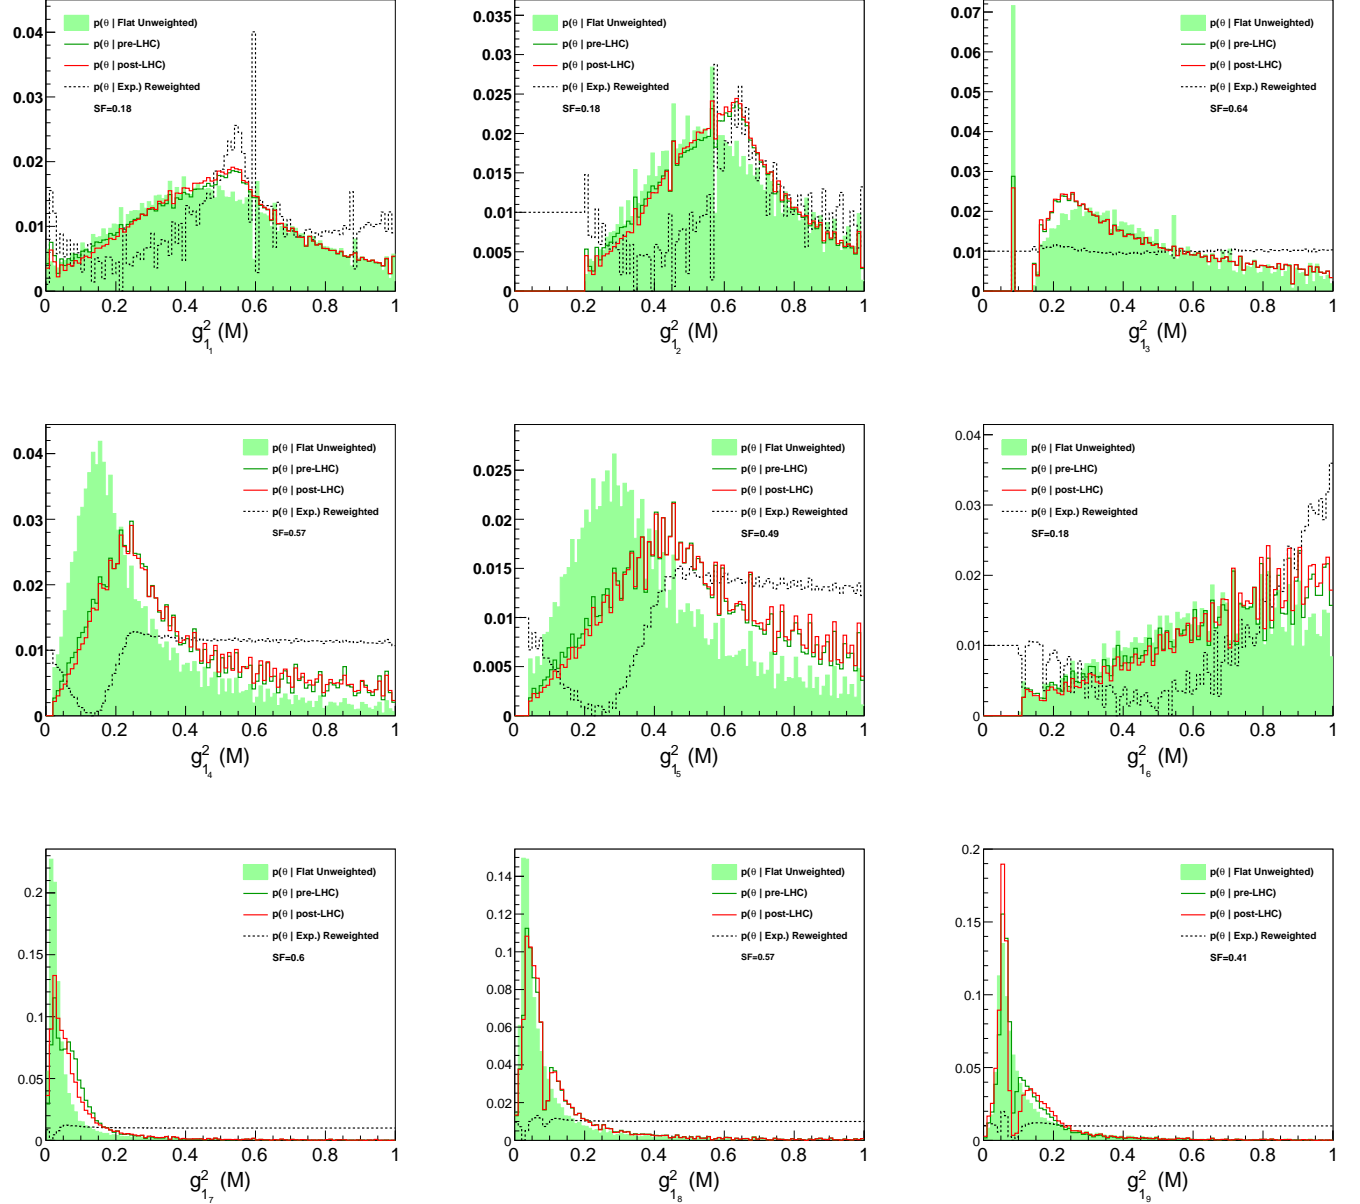 p(θ | Flat Unweighted)
p(θ | pre-LHC)
p(θ | post-LHC)
p(θ | Exp.) Reweighted
SF=0.18
0.04
0.03
0.02
0.01
0
0 0.2 0.4 0.6 0.8 1
g²₁₁ (M)
p(θ | Flat Unweighted)
p(θ | pre-LHC)
p(θ | post-LHC)
p(θ | Exp.) Reweighted
SF=0.18
0.035
0.03
0.025
0.02
0.015
0.01
0.005
0
0 0.2 0.4 0.6 0.8 1
g²₁₂ (M)
p(θ | Flat Unweighted)
p(θ | pre-LHC)
p(θ | post-LHC)
p(θ | Exp.) Reweighted
SF=0.64
0.07
0.06
0.05
0.04
0.03
0.02
0.01
0
0 0.2 0.4 0.6 0.8 1
g²₁₃ (M)
p(θ | Flat Unweighted)
p(θ | pre-LHC)
p(θ | post-LHC)
p(θ | Exp.) Reweighted
SF=0.57
0.04
0.03
0.02
0.01
0
0 0.2 0.4 0.6 0.8 1
g²₁₄ (M)
p(θ | Flat Unweighted)
p(θ | pre-LHC)
p(θ | post-LHC)
p(θ | Exp.) Reweighted
SF=0.49
0.025
0.02
0.015
0.01
0.005
0
0 0.2 0.4 0.6 0.8 1
g²₁₅ (M)
p(θ | Flat Unweighted)
p(θ | pre-LHC)
p(θ | post-LHC)
p(θ | Exp.) Reweighted
SF=0.18
0.04
0.03
0.02
0.01
0
0 0.2 0.4 0.6 0.8 1
g²₁₆ (M)
p(θ | Flat Unweighted)
p(θ | pre-LHC)
p(θ | post-LHC)
p(θ | Exp.) Reweighted
SF=0.6
0.2
0.15
0.1
0.05
0
0 0.2 0.4 0.6 0.8 1
g²₁₇ (M)
p(θ | Flat Unweighted)
p(θ | pre-LHC)
p(θ | post-LHC)
p(θ | Exp.) Reweighted
SF=0.57
0.14
0.12
0.1
0.08
0.06
0.04
0.02
0
0 0.2 0.4 0.6 0.8 1
g²₁₈ (M)
p(θ | Flat Unweighted)
p(θ | pre-LHC)
p(θ | post-LHC)
p(θ | Exp.) Reweighted
SF=0.41
0.2
0.15
0.1
0.05
0
0 0.2 0.4 0.6 0.8 1
g²₁₉ (M)